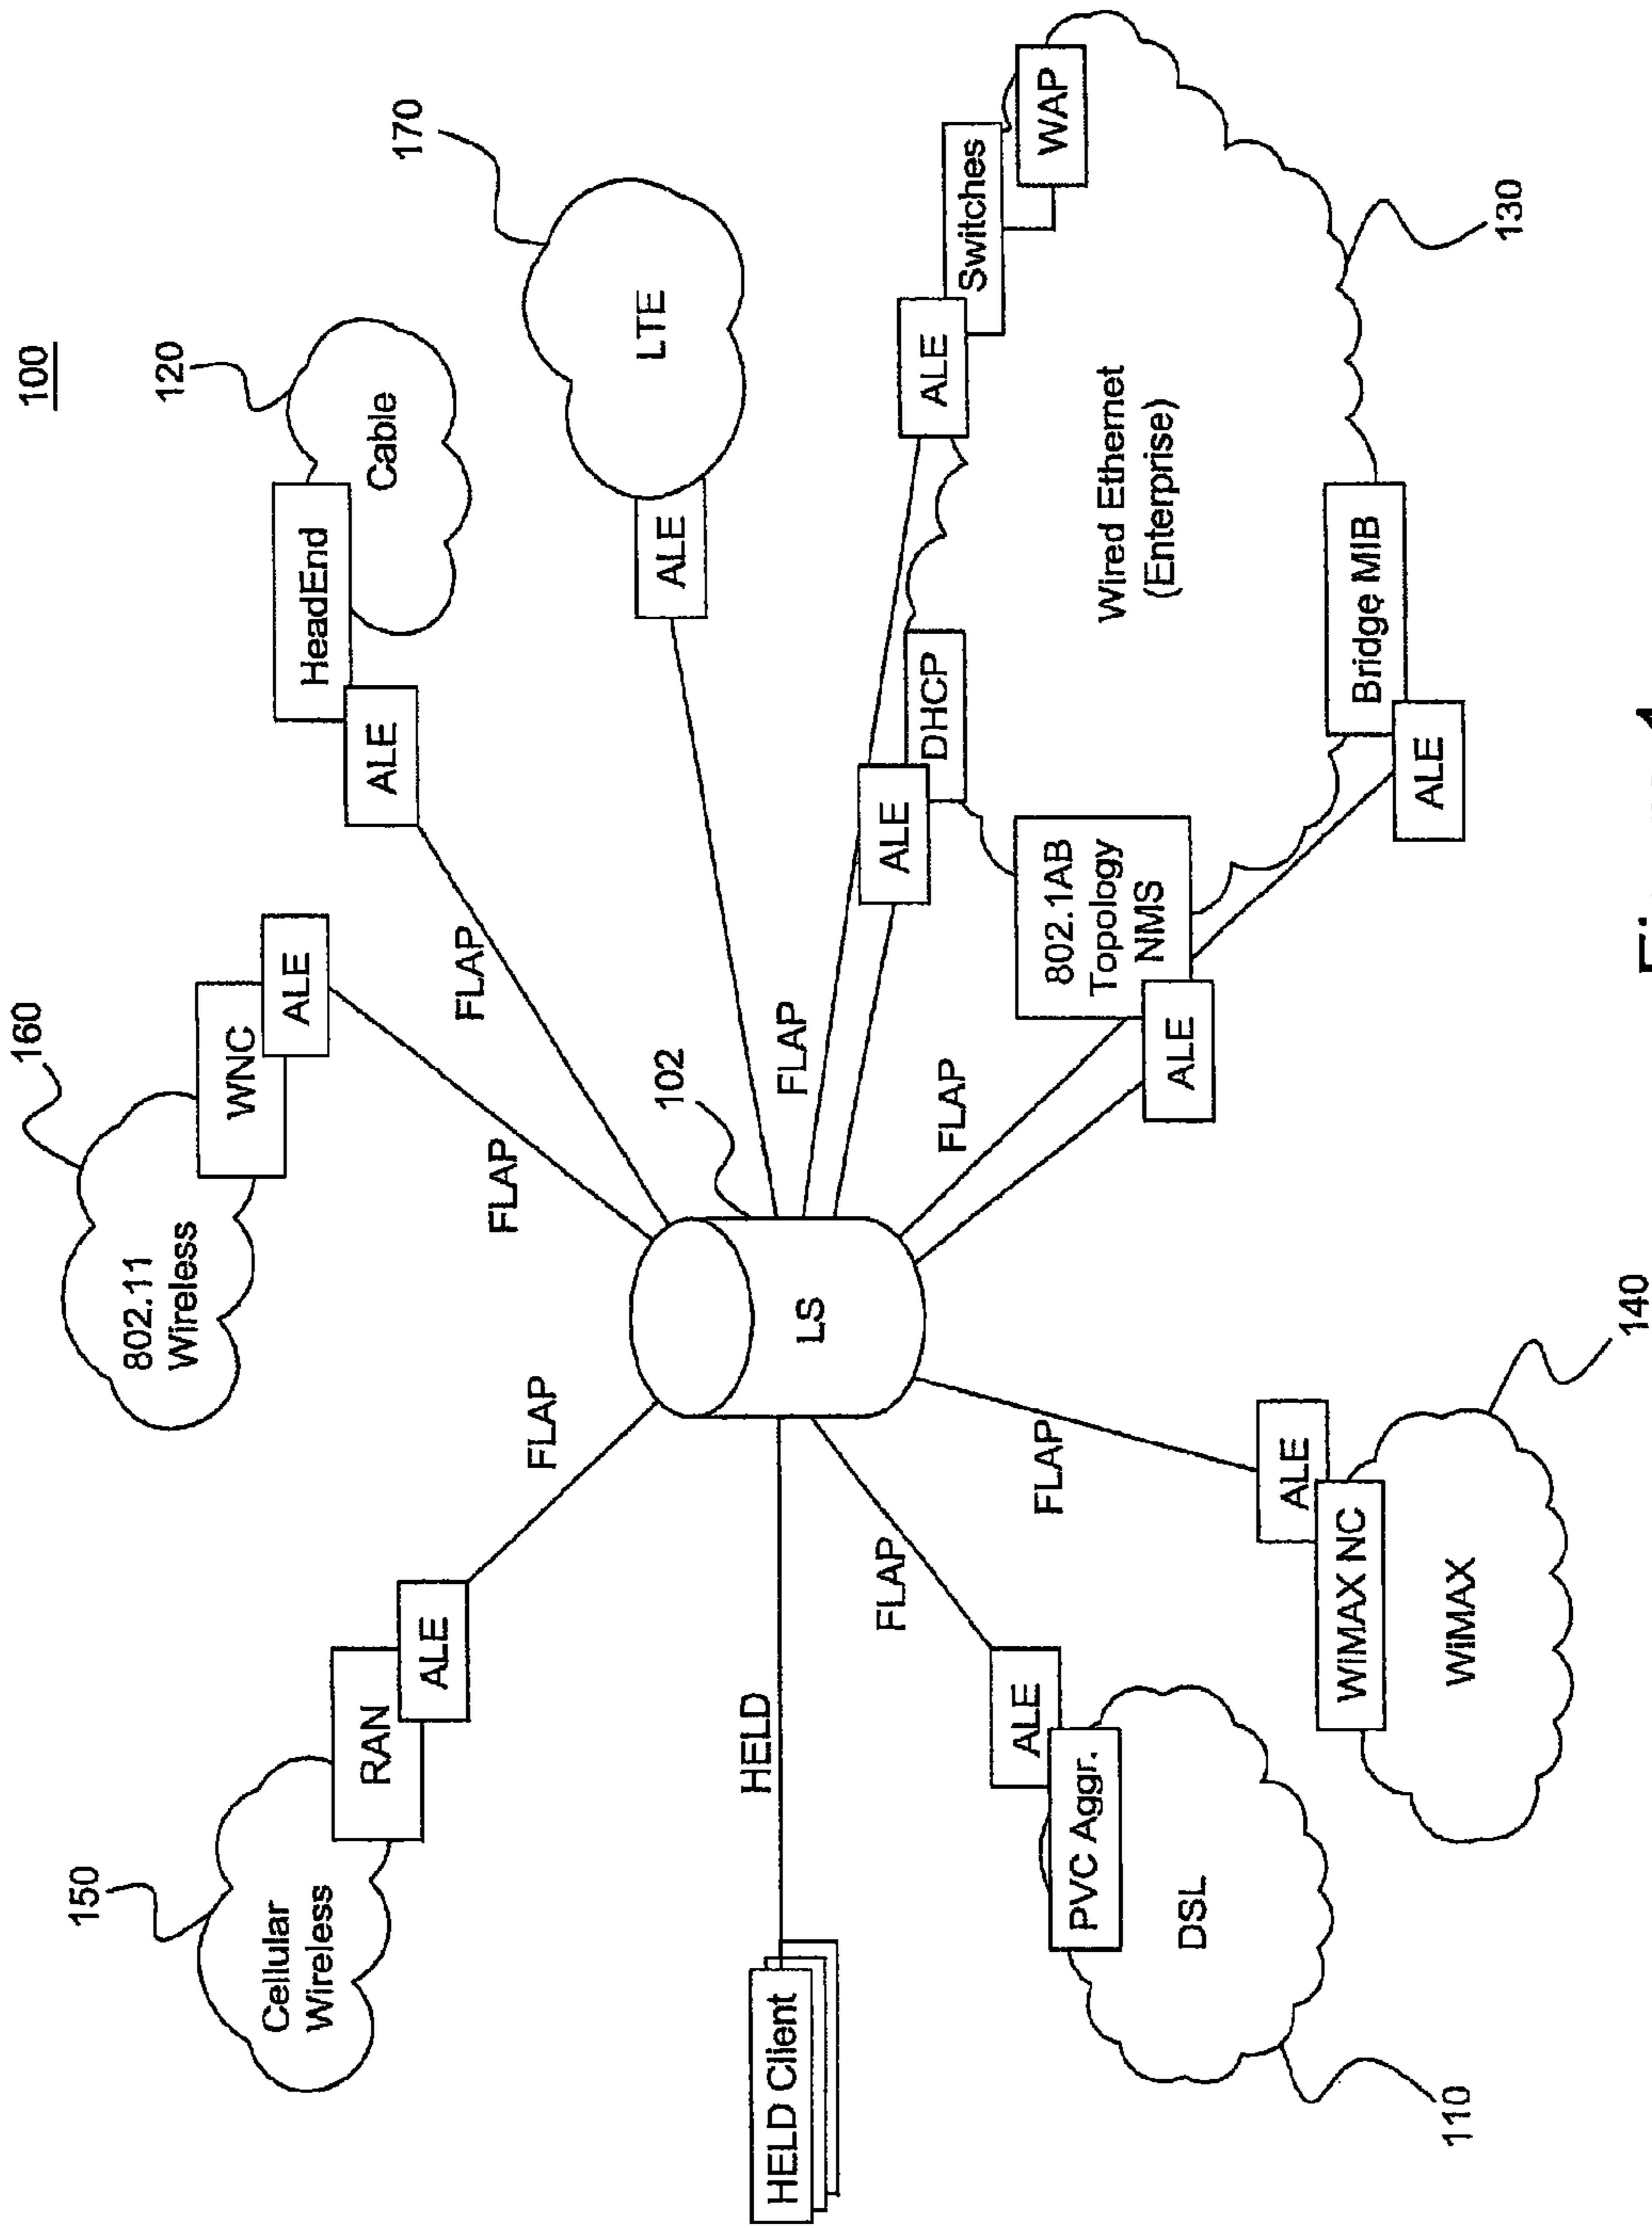 100
150
Cellular
Wireless
RAN
ALE
FLAP
160
802.11
Wireless
WNC
ALE
FLAP
120
HeadEnd
Cable
ALE
FLAP
170
LTE
ALE
HELD Client
HELD
102
LS
FLAP
ALE
Switches
WAP
ALE
DHCP
FLAP
802.1AB
Topology
NMS
ALE
Wired Ethernet
(Enterprise)
Bridge MIB
ALE
130
FLAP
ALE
PVC Aggr.
DSL
110
FLAP
ALE
WiMAX NC
WiMAX
140